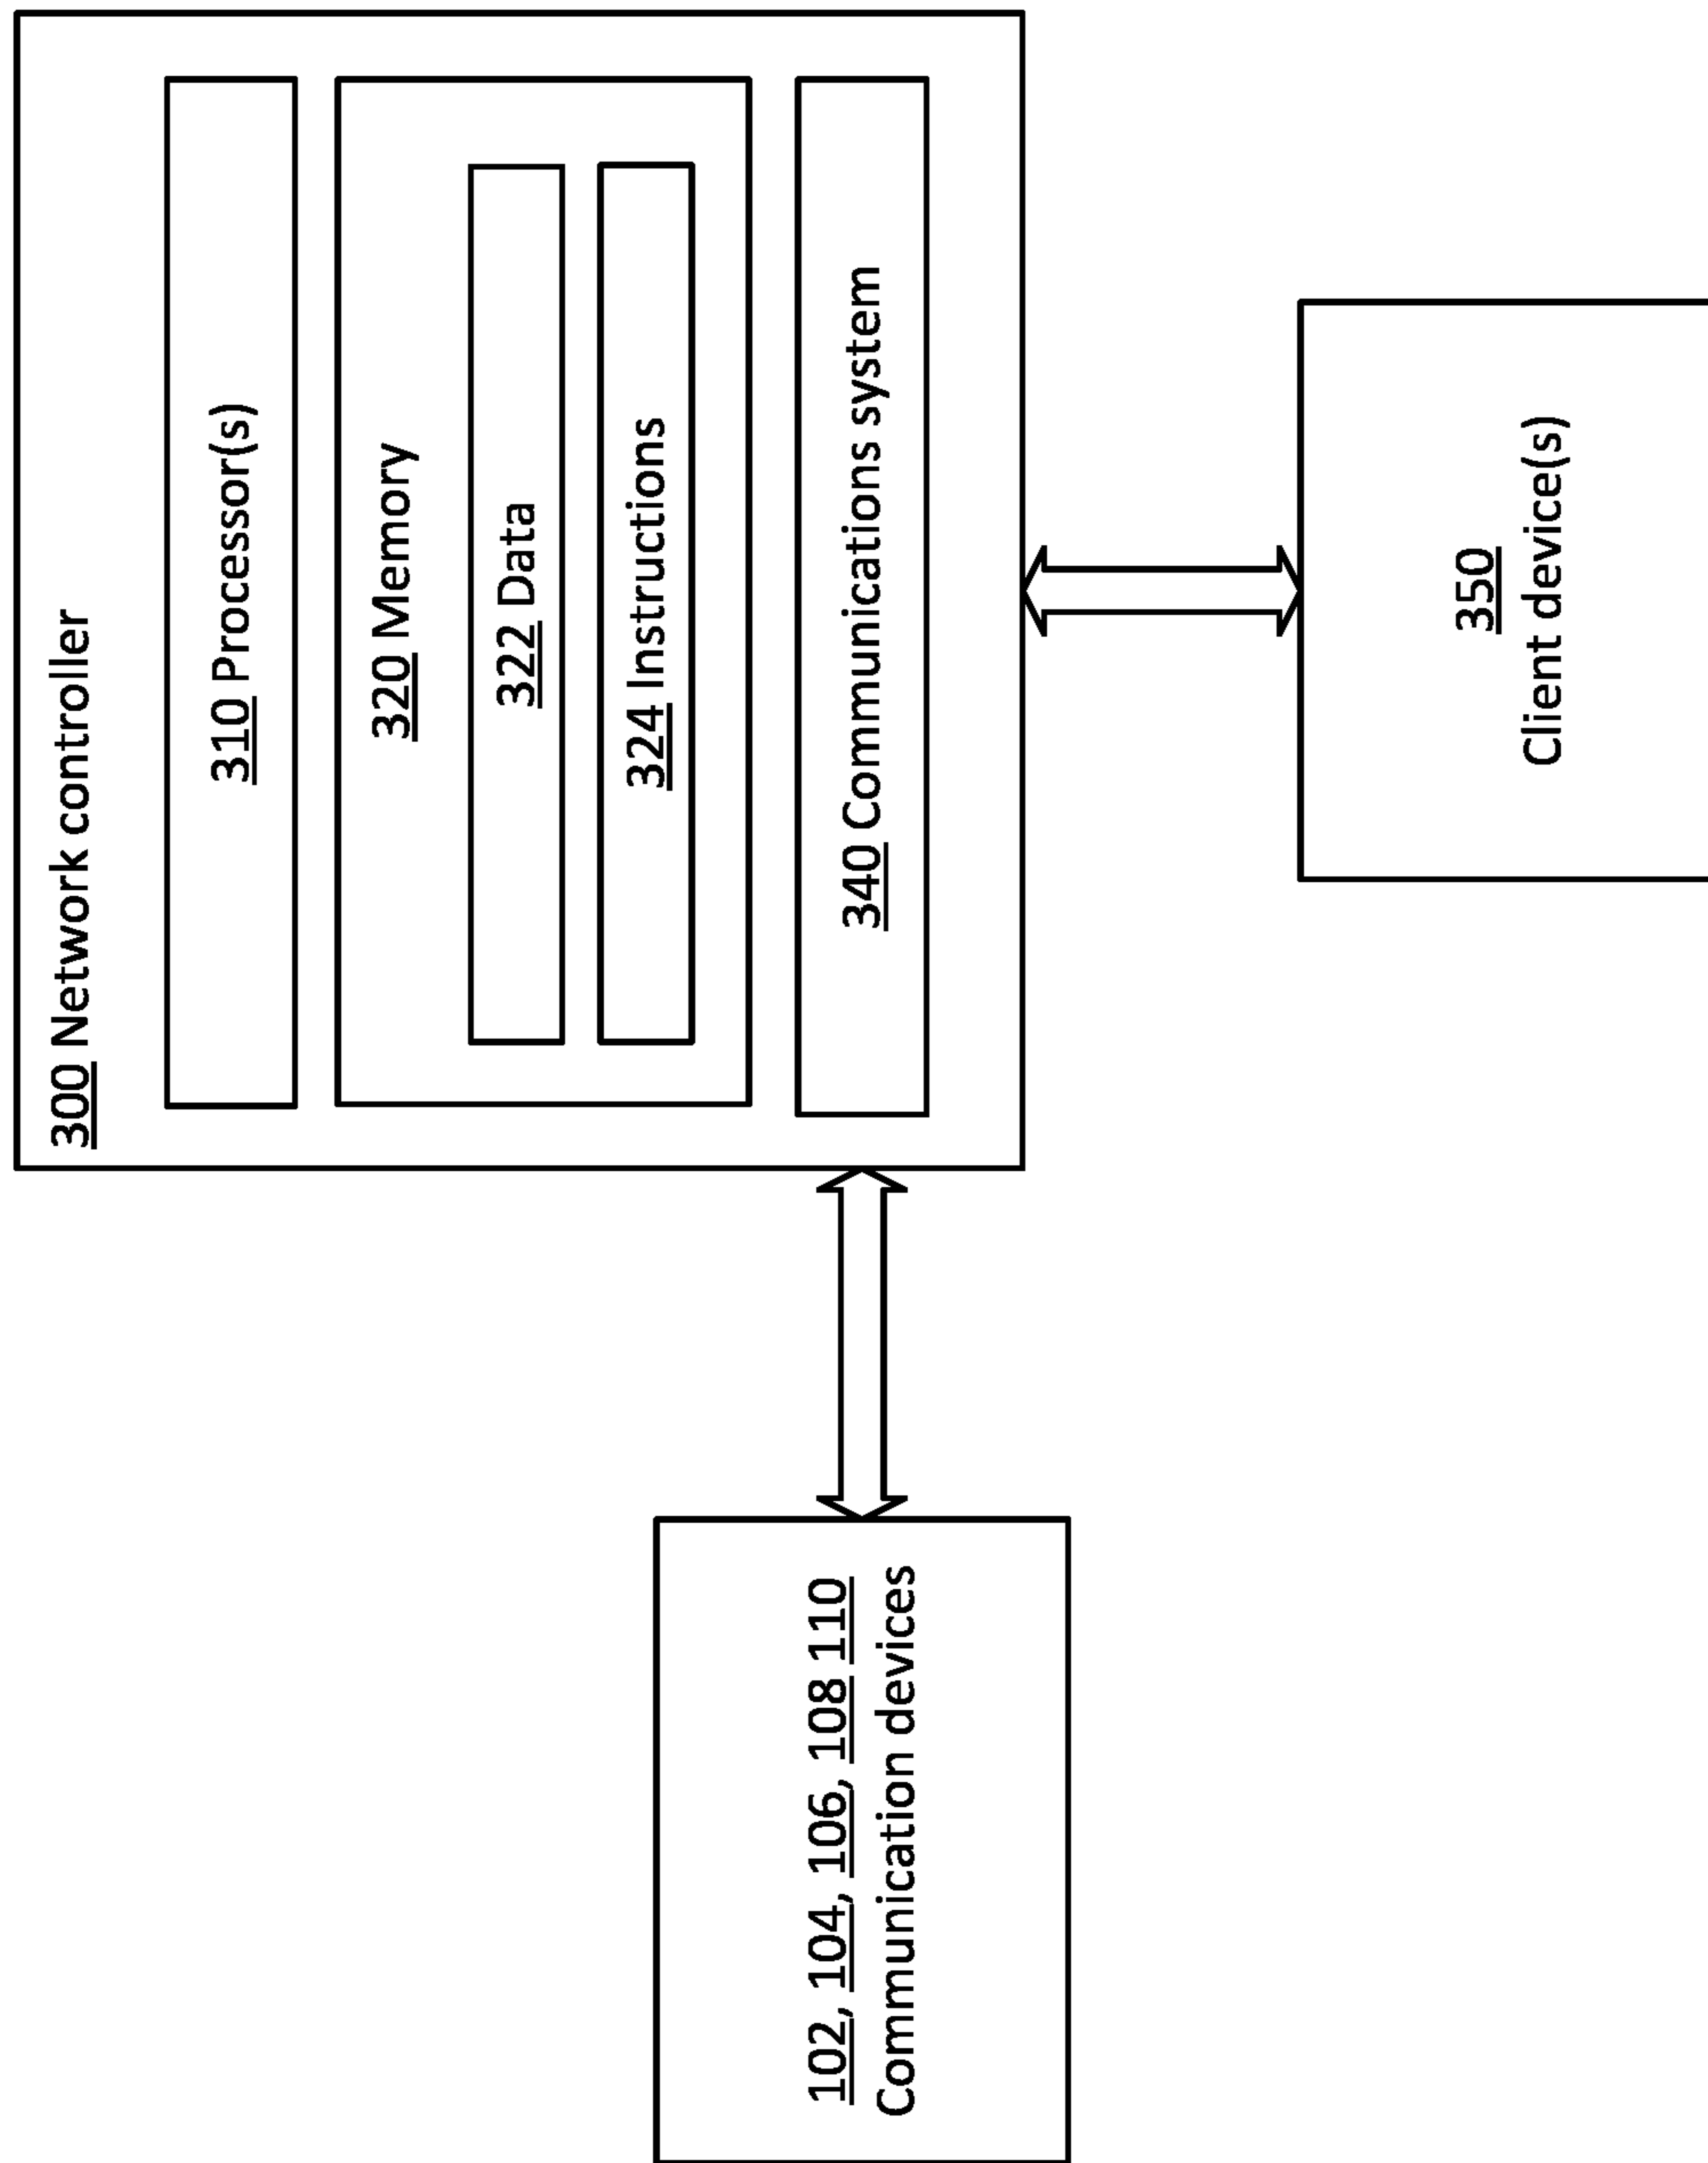 300 Network controller
310 Processor(s)
320 Memory
322 Data
324 Instructions
340 Communications system
102, 104, 106, 108 110
Communication devices
350
Client device(s)